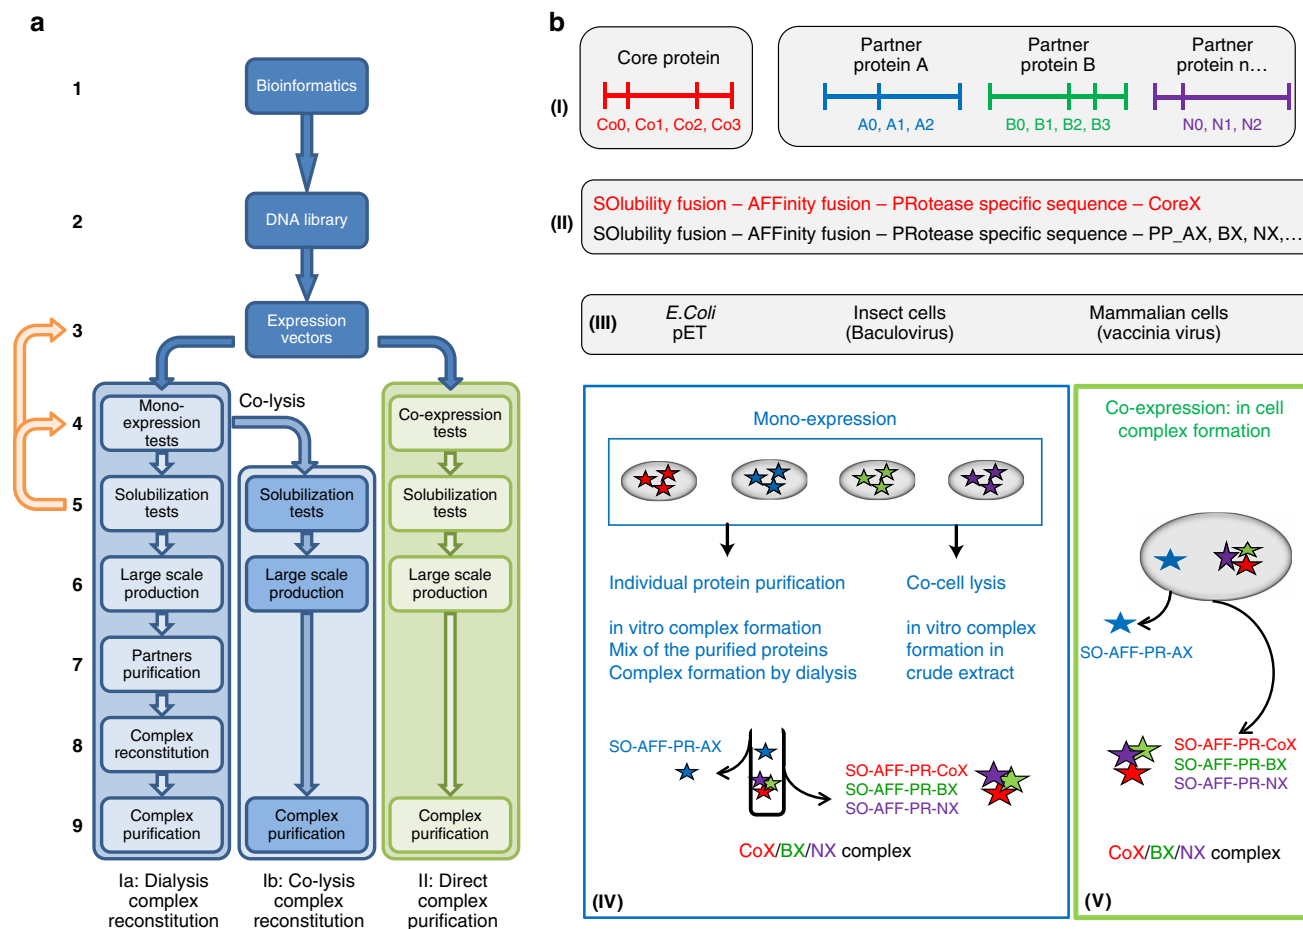 a
1
Bioinformatics
2
DNA library
3
Expression
vectors
4
Mono-
expression
tests
Co-lysis
Co-expression
tests
5
Solubilization
tests
Solubilization
tests
Solubilization
tests
6
Large scale
production
Large scale
production
Large scale
production
7
Partners
purification
8
Complex
reconstitution
9
Complex
purification
Complex
purification
Complex
purification
Ia: Dialysis
complex
reconstitution
Ib: Co-lysis
complex
reconstitution
II: Direct
complex
purification
b
(I)
Core protein
Co0, Co1, Co2, Co3
Partner
protein A
A0, A1, A2
Partner
protein B
B0, B1, B2, B3
Partner
protein n...
N0, N1, N2
(II)
SOlubility fusion – AFFinity fusion – PRotease specific sequence – CoreX
SOlubility fusion – AFFinity fusion – PRotease specific sequence – PP_AX, BX, NX,...
(III)
E.Coli
pET
Insect cells
(Baculovirus)
Mammalian cells
(vaccinia virus)
Mono-expression
Individual protein purification
in vitro complex formation
Mix of the purified proteins
Complex formation by dialysis
Co-cell lysis
in vitro complex
formation in
crude extract
SO-AFF-PR-AX
SO-AFF-PR-CoX
SO-AFF-PR-BX
SO-AFF-PR-NX
CoX/BX/NX complex
(IV)
Co-expression: in cell
complex formation
SO-AFF-PR-AX
SO-AFF-PR-CoX
SO-AFF-PR-BX
SO-AFF-PR-NX
CoX/BX/NX complex
(V)